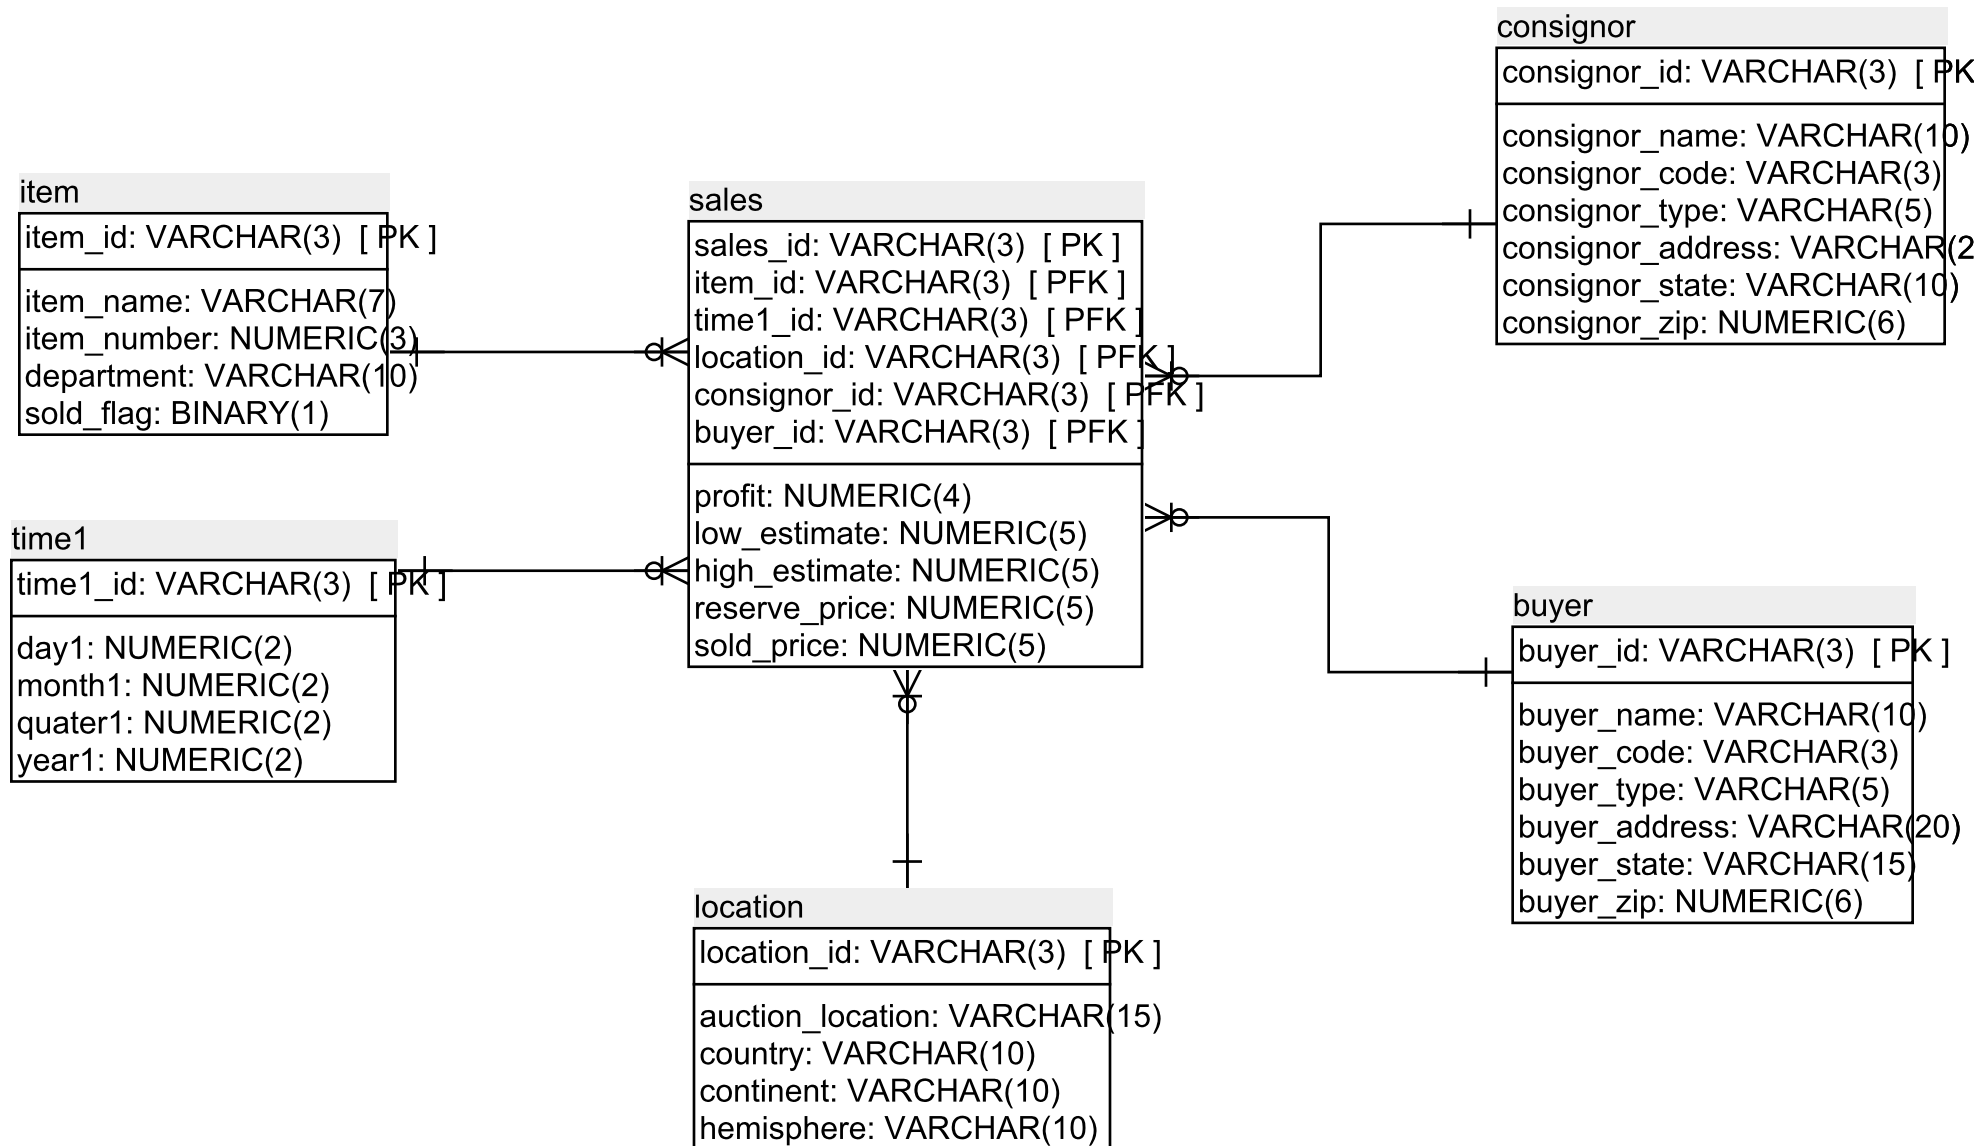 consignor
consignor_id: VARCHAR(3) [ PK
consignor_name: VARCHAR(10)
consignor_code: VARCHAR(3)
consignor_type: VARCHAR(5)
consignor_address: VARCHAR(2
consignor_state: VARCHAR(10)
consignor_zip: NUMERIC(6)
item
item_id: VARCHAR(3) [ PK ]
item_name: VARCHAR(7)
item_number: NUMERIC(3)
department: VARCHAR(10)
sold_flag: BINARY(1)
sales
sales_id: VARCHAR(3) [ PK ]
item_id: VARCHAR(3) [ PFK ]
time1_id: VARCHAR(3) [ PFK ]
location_id: VARCHAR(3) [ PFK ]
consignor_id: VARCHAR(3) [ PFK ]
buyer_id: VARCHAR(3) [ PFK ]
profit: NUMERIC(4)
low_estimate: NUMERIC(5)
high_estimate: NUMERIC(5)
reserve_price: NUMERIC(5)
sold_price: NUMERIC(5)
time1
time1_id: VARCHAR(3) [ PK ]
day1: NUMERIC(2)
month1: NUMERIC(2)
quater1: NUMERIC(2)
year1: NUMERIC(2)
buyer
buyer_id: VARCHAR(3) [ PK ]
buyer_name: VARCHAR(10)
buyer_code: VARCHAR(3)
buyer_type: VARCHAR(5)
buyer_address: VARCHAR(20)
buyer_state: VARCHAR(15)
buyer_zip: NUMERIC(6)
location
location_id: VARCHAR(3) [ PK ]
auction_location: VARCHAR(15)
country: VARCHAR(10)
continent: VARCHAR(10)
hemisphere: VARCHAR(10)